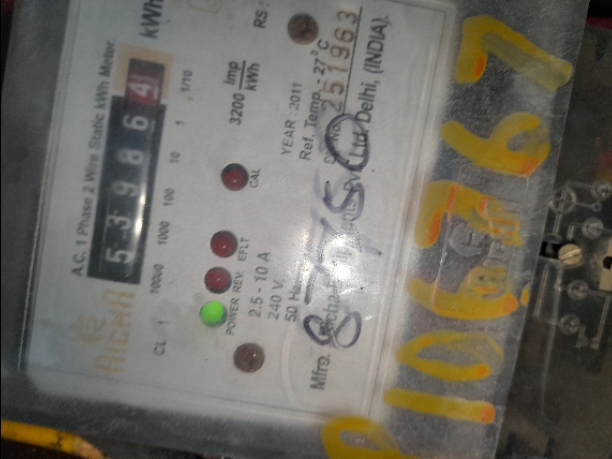 A.C. 1 Phase 2 Wire Static kWh Meter.
5 3 9 8 6 4 kWh
10000 1000 100 10 1 1/10
CL 1
3200 imp/kWh
RS :
CAL
POWER REV. EFLT
2.5 - 10 A
240 V.
50 Hz
YEAR - 2011
Ref. Temp. - 27°C
251963
Mfrs.
Ltd. Delhi, (INDIA).